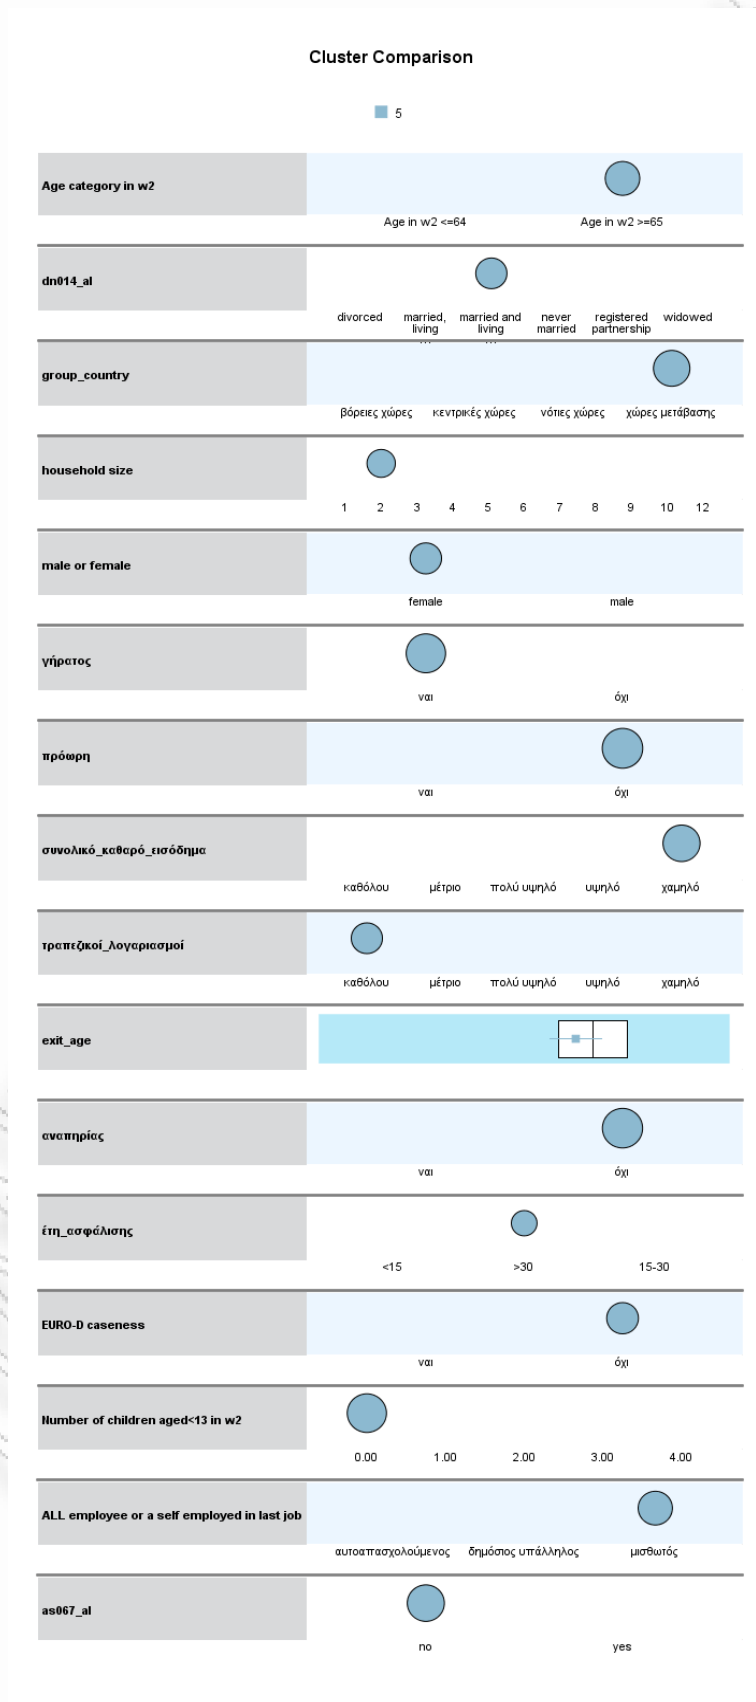 Cluster Comparison
5
Age category in w2
Age in w2 <=64 Age in w2 >=65
dn014_al
divorced married, living ... married and living ... never married registered partnership widowed
group_country
βόρειες χώρες κεντρικές χώρες νότιες χώρες χώρες μετάβασης
household size
1 2 3 4 5 6 7 8 9 10 12
male or female
female male
γήρατος
ναι όχι
πρόωρη
ναι όχι
συνολικό_καθαρό_εισόδημα
καθόλου μέτριο πολύ υψηλό υψηλό χαμηλό
τραπεζικοί_λογαριασμοί
καθόλου μέτριο πολύ υψηλό υψηλό χαμηλό
exit_age
αναπηρίας
ναι όχι
έτη_ασφάλισης
<15 >30 15-30
EURO-D caseness
ναι όχι
Number of children aged<13 in w2
0.00 1.00 2.00 3.00 4.00
ALL employee or a self employed in last job
αυτοαπασχολούμενος δημόσιος υπάλληλος μισθωτός
as067_al
no yes